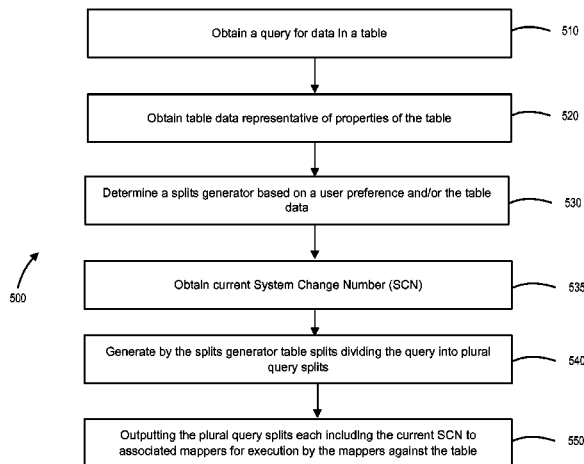 Obtain a query for data in a table
510
Obtain table data representative of properties of the table
520
Determine a splits generator based on a user preference and/or the table
data
530
500
Obtain current System Change Number (SCN)
535
Generate by the splits generator table splits dividing the query into plural
query splits
540
Outputting the plural query splits each including the current SCN to
associated mappers for execution by the mappers against the table
550